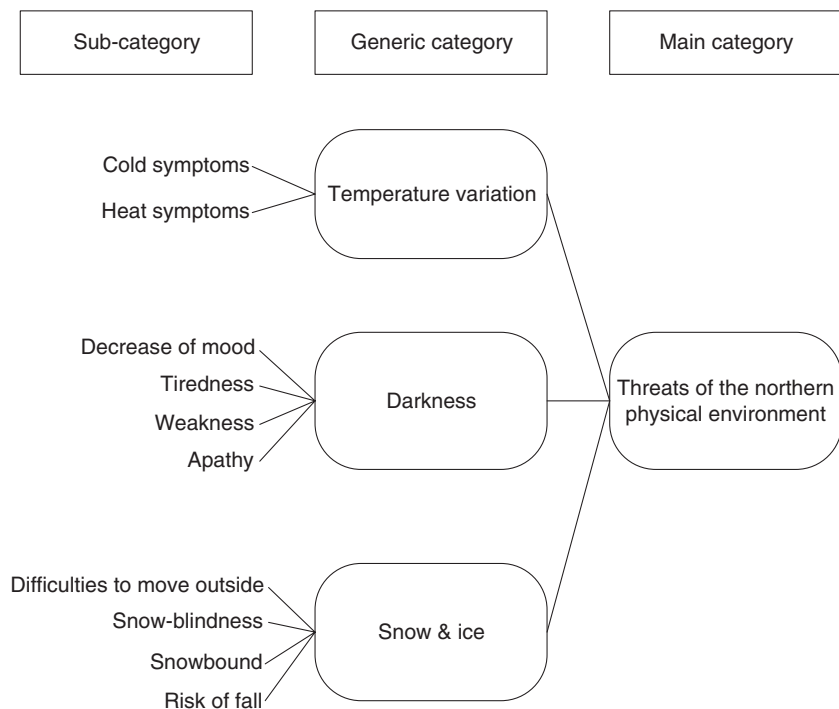 Sub-category
Generic category
Main category
Cold symptoms
Heat symptoms
Temperature variation
Decrease of mood
Tiredness
Weakness
Apathy
Darkness
Threats of the northern
physical environment
Difficulties to move outside
Snow-blindness
Snowbound
Risk of fall
Snow & ice